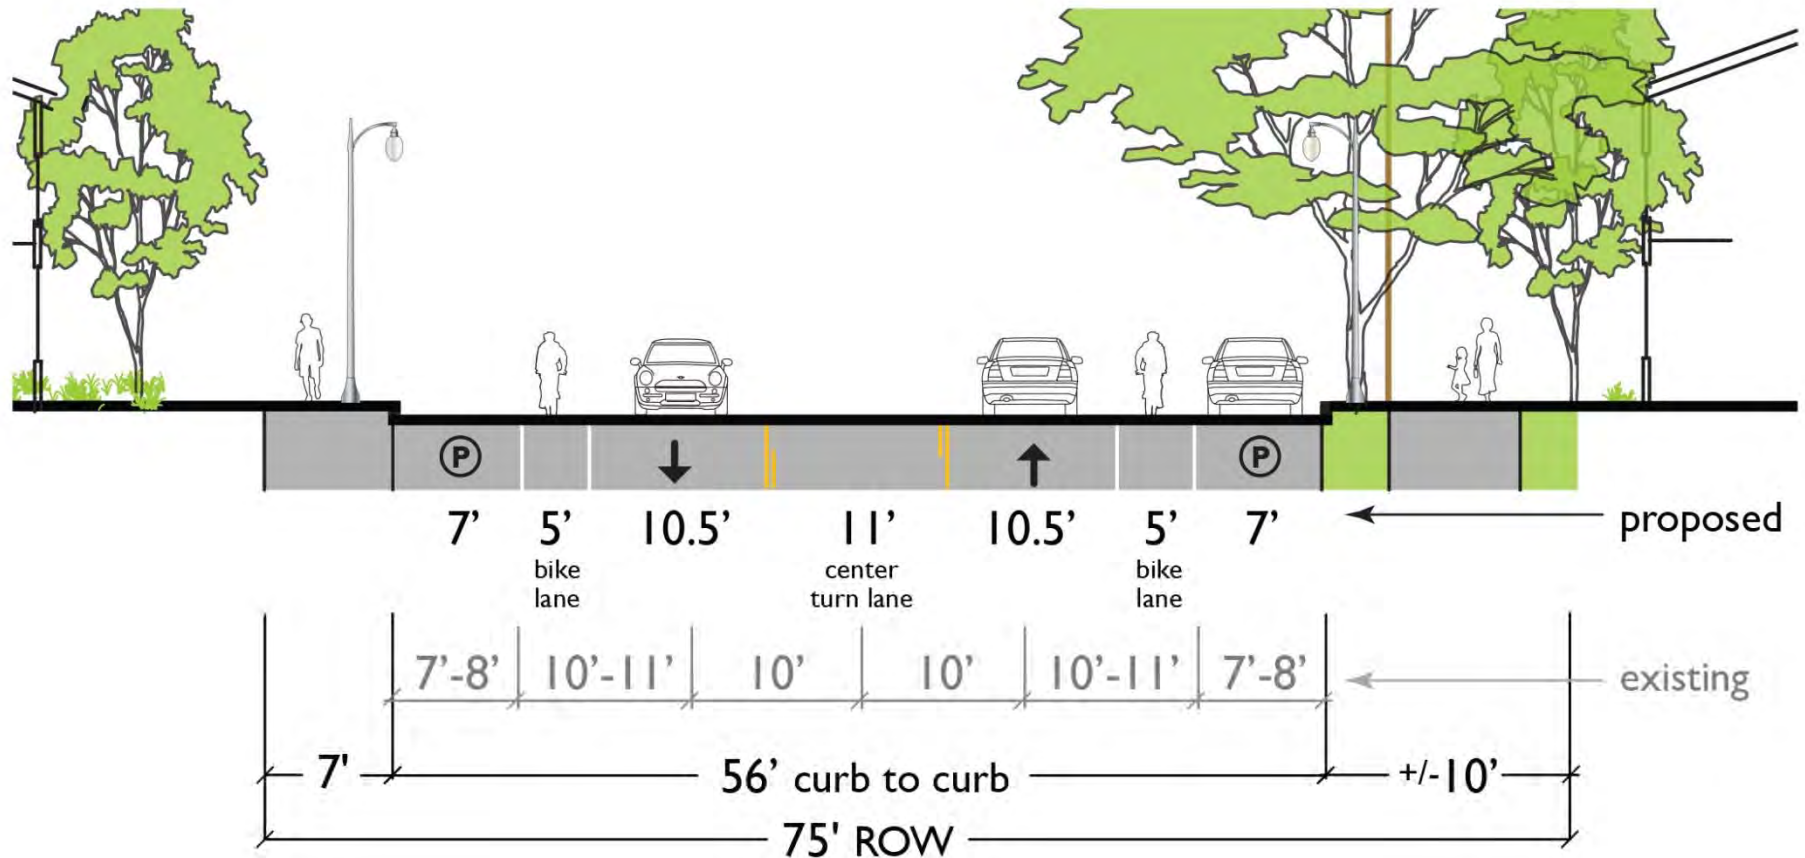 P P
7’ 5’ 10.5’ 11’ 10.5’ 5’ 7’ proposed
bike center bike
lane turn lane lane
7’-8’ 10’-11’ 10’ 10’ 10’-11’ 7’-8’ existing
7' 56’ curb to curb +/-10’
75' ROW